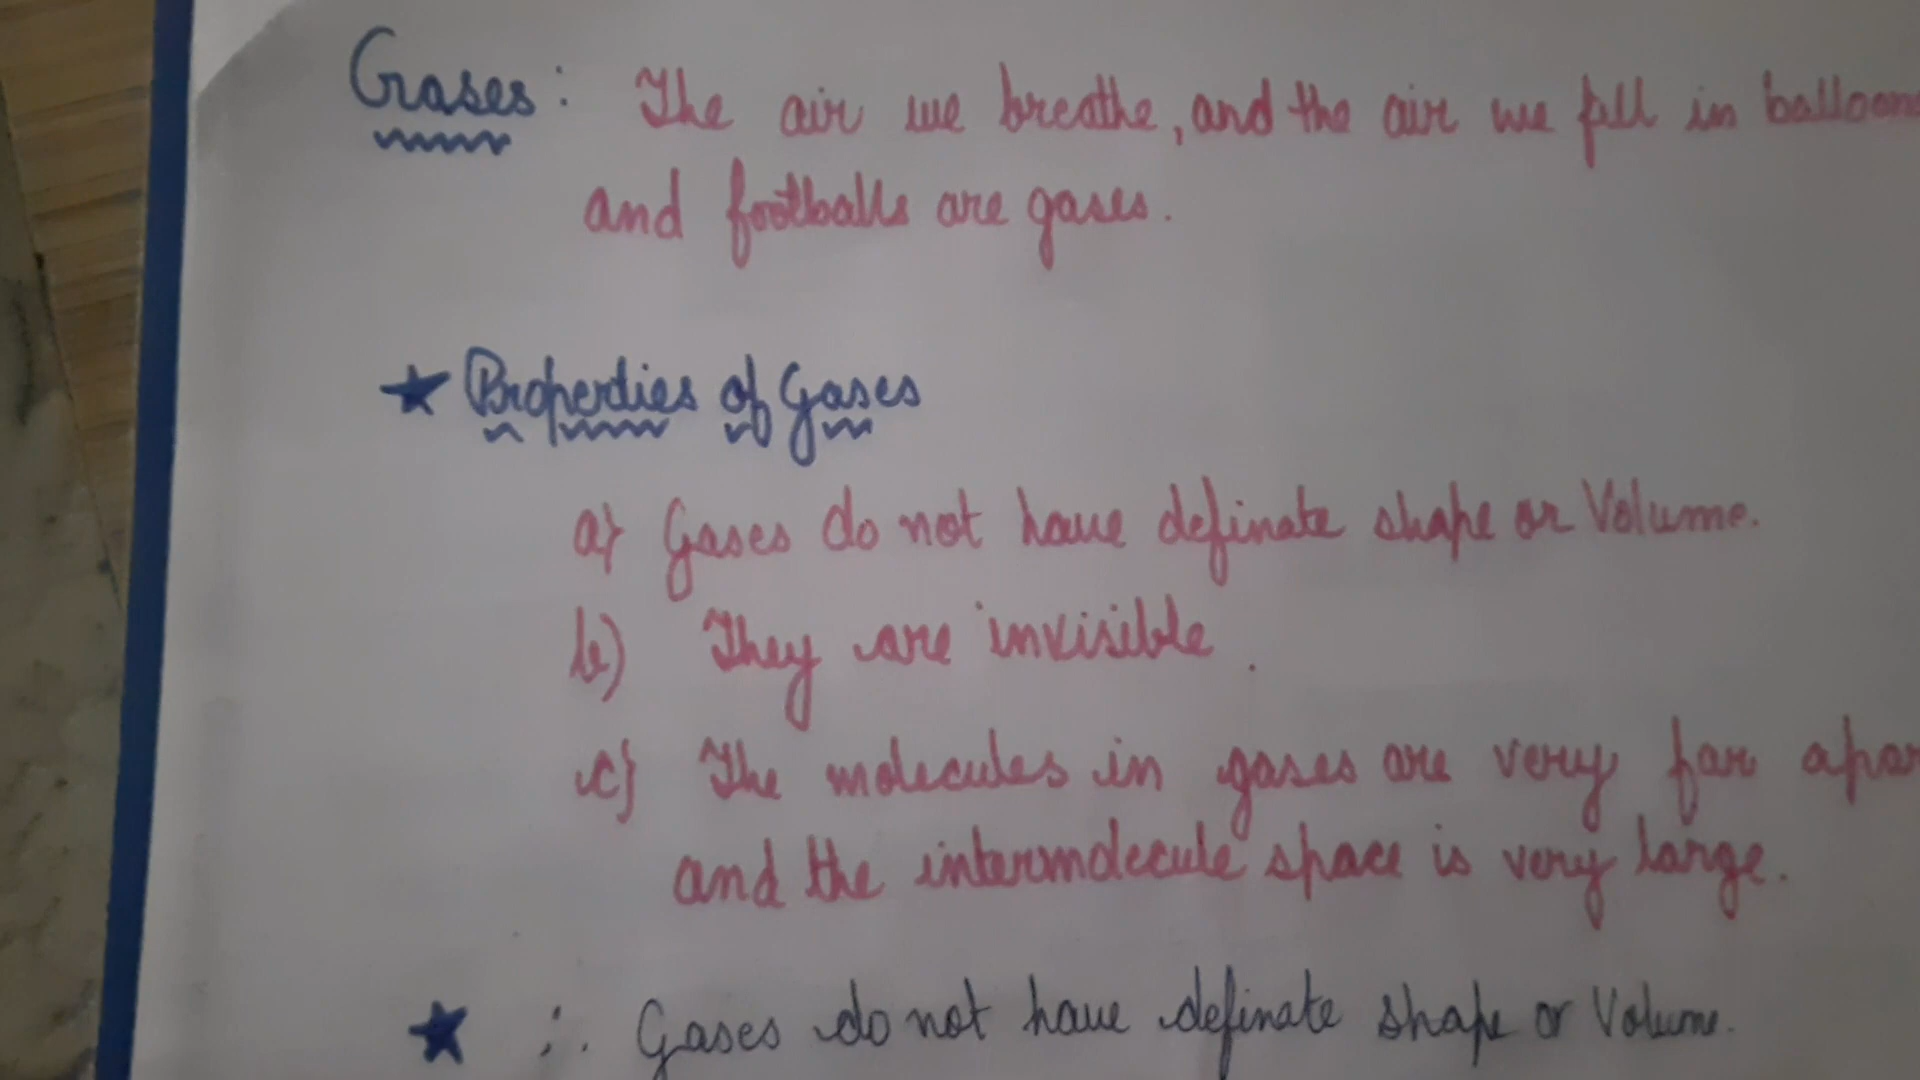 Gases: The air we breathe, and the air we fill in balloons
and footballs are gases.
★ Properties of Gases
a} Gases do not have definate shape or Volume.
b) They are invisible.
c} The molecules in gases are very far apar
and the intermolecule space is very large.
★ ∴ Gases do not have definate shape or Volume.